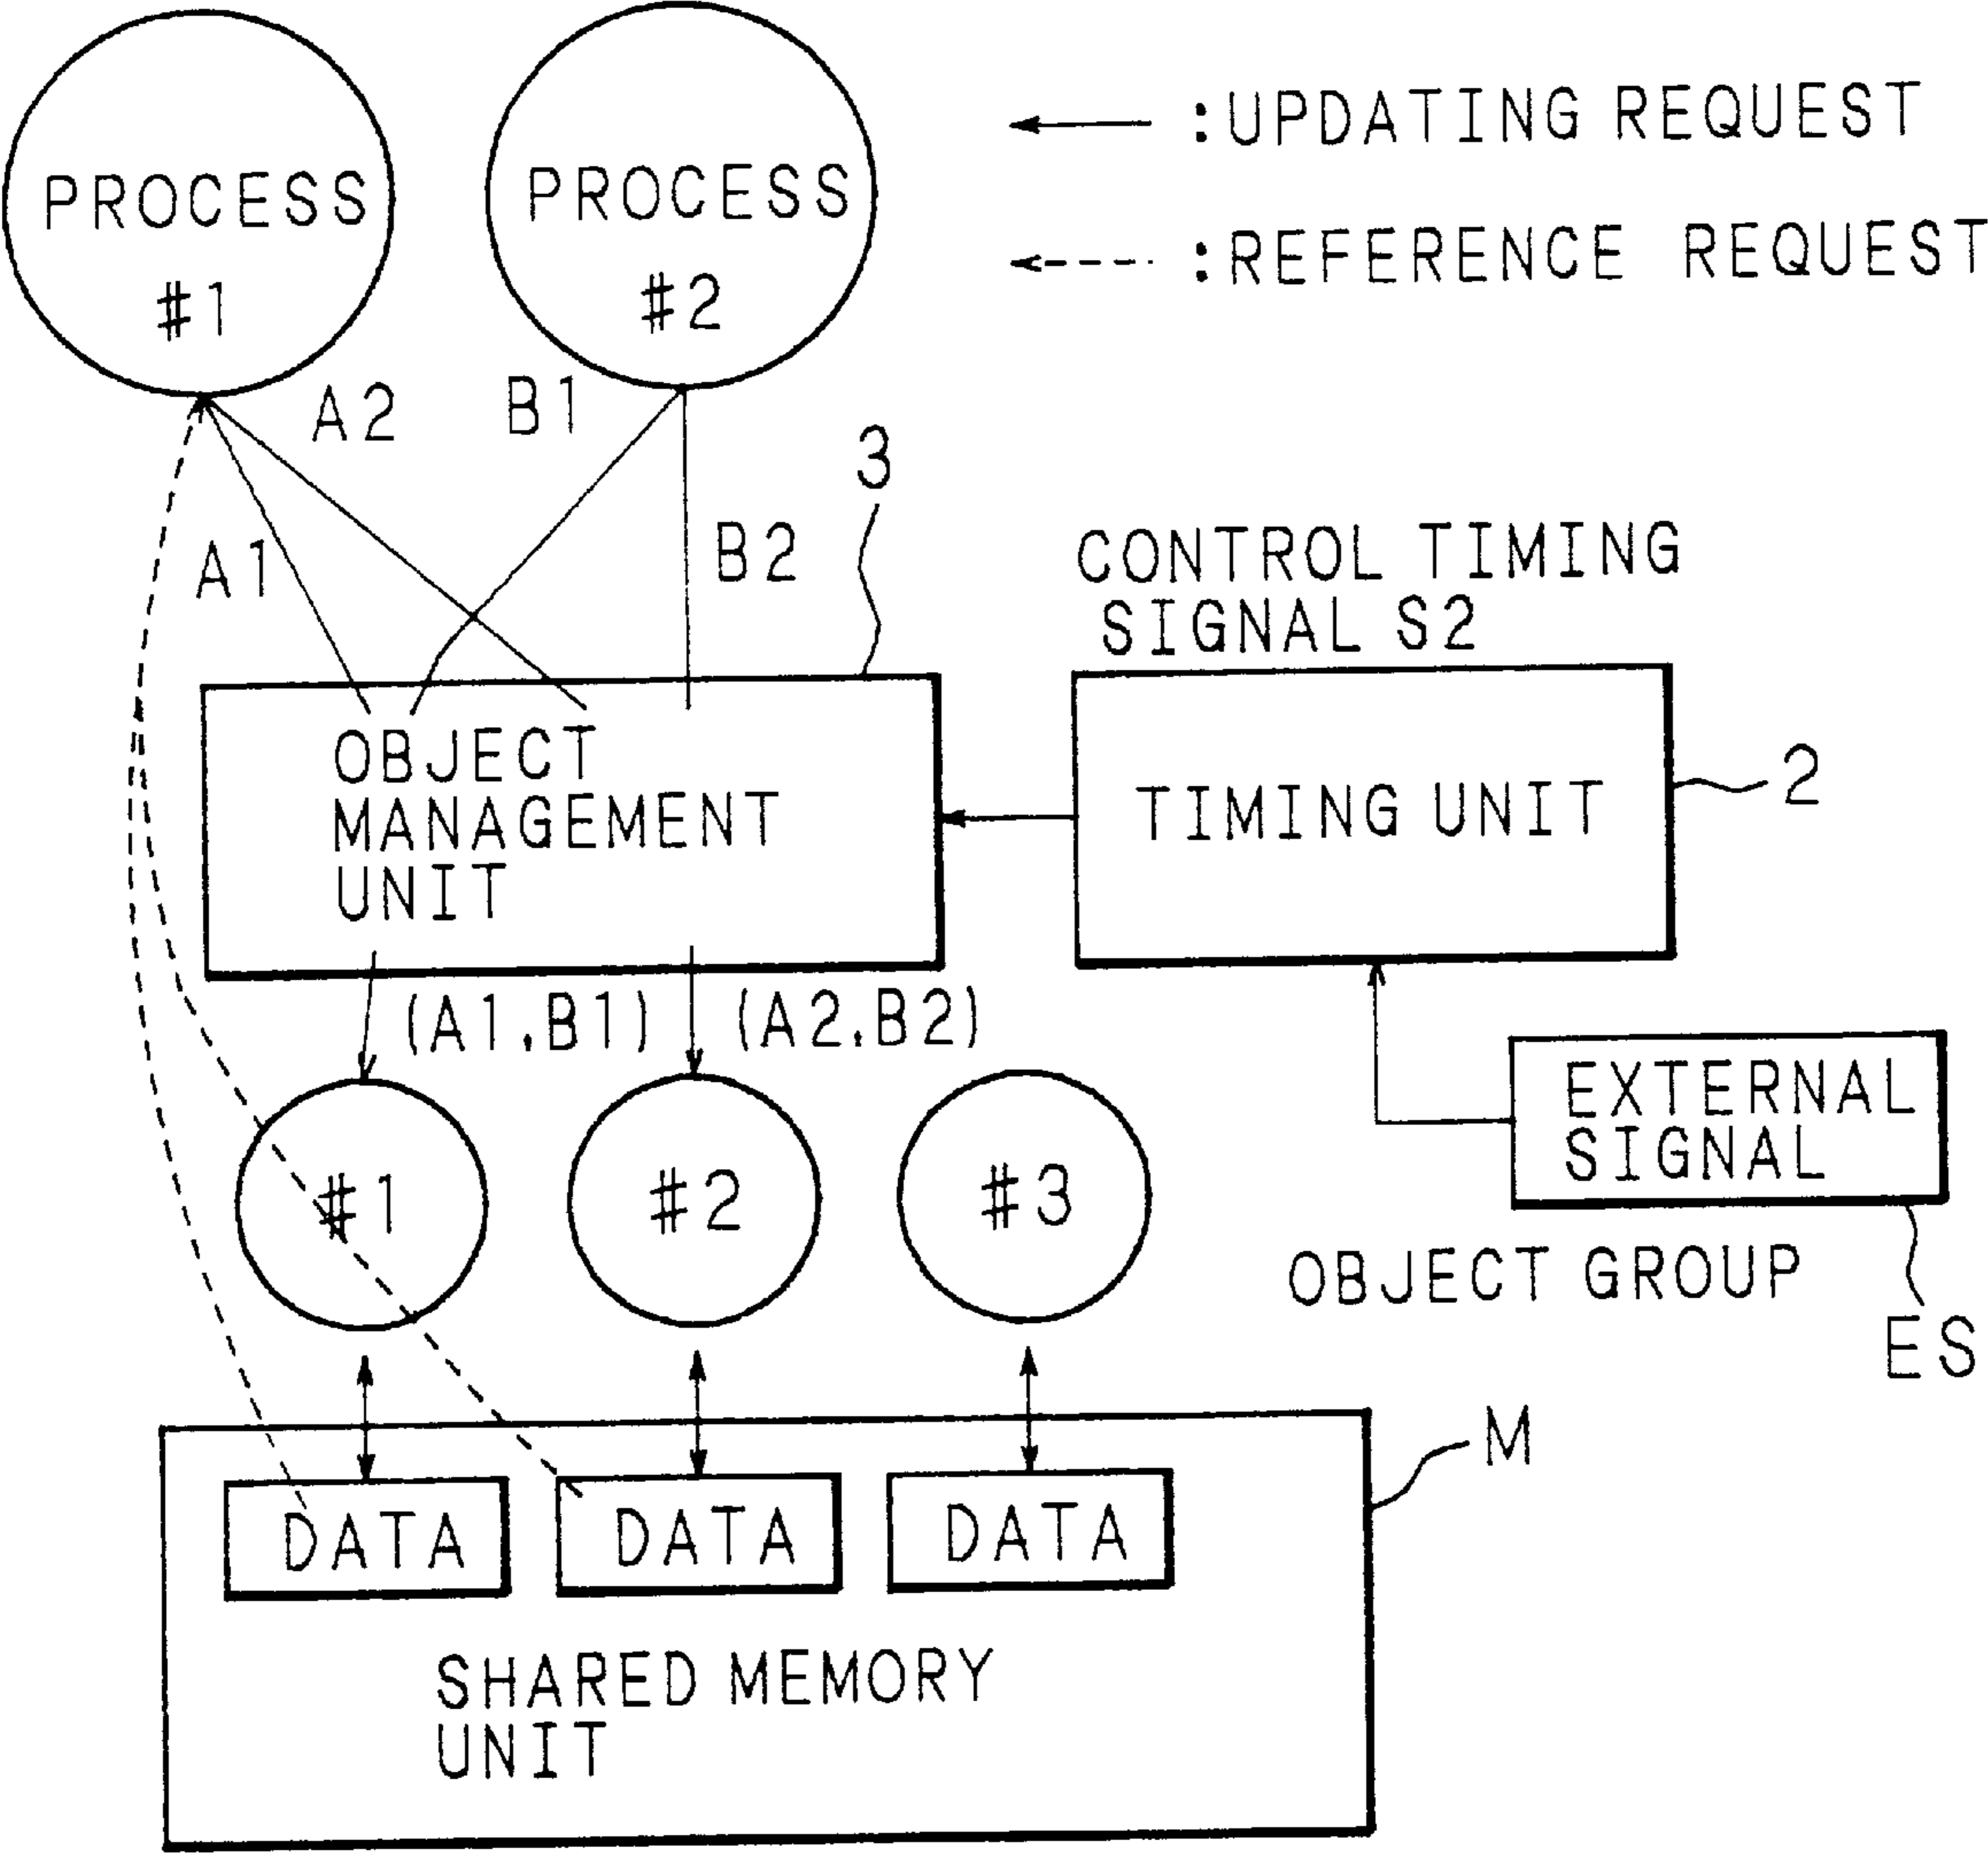 PROCESS
#1
PROCESS
#2
:UPDATING REQUEST
:REFERENCE REQUEST
A2
B1
3
A1
B2
CONTROL TIMING
SIGNAL S2
OBJECT
MANAGEMENT
UNIT
TIMING UNIT
2
(A1.B1)
(A2.B2)
EXTERNAL
SIGNAL
#1
#2
#3
OBJECT GROUP
ES
M
DATA
DATA
DATA
SHARED MEMORY
UNIT